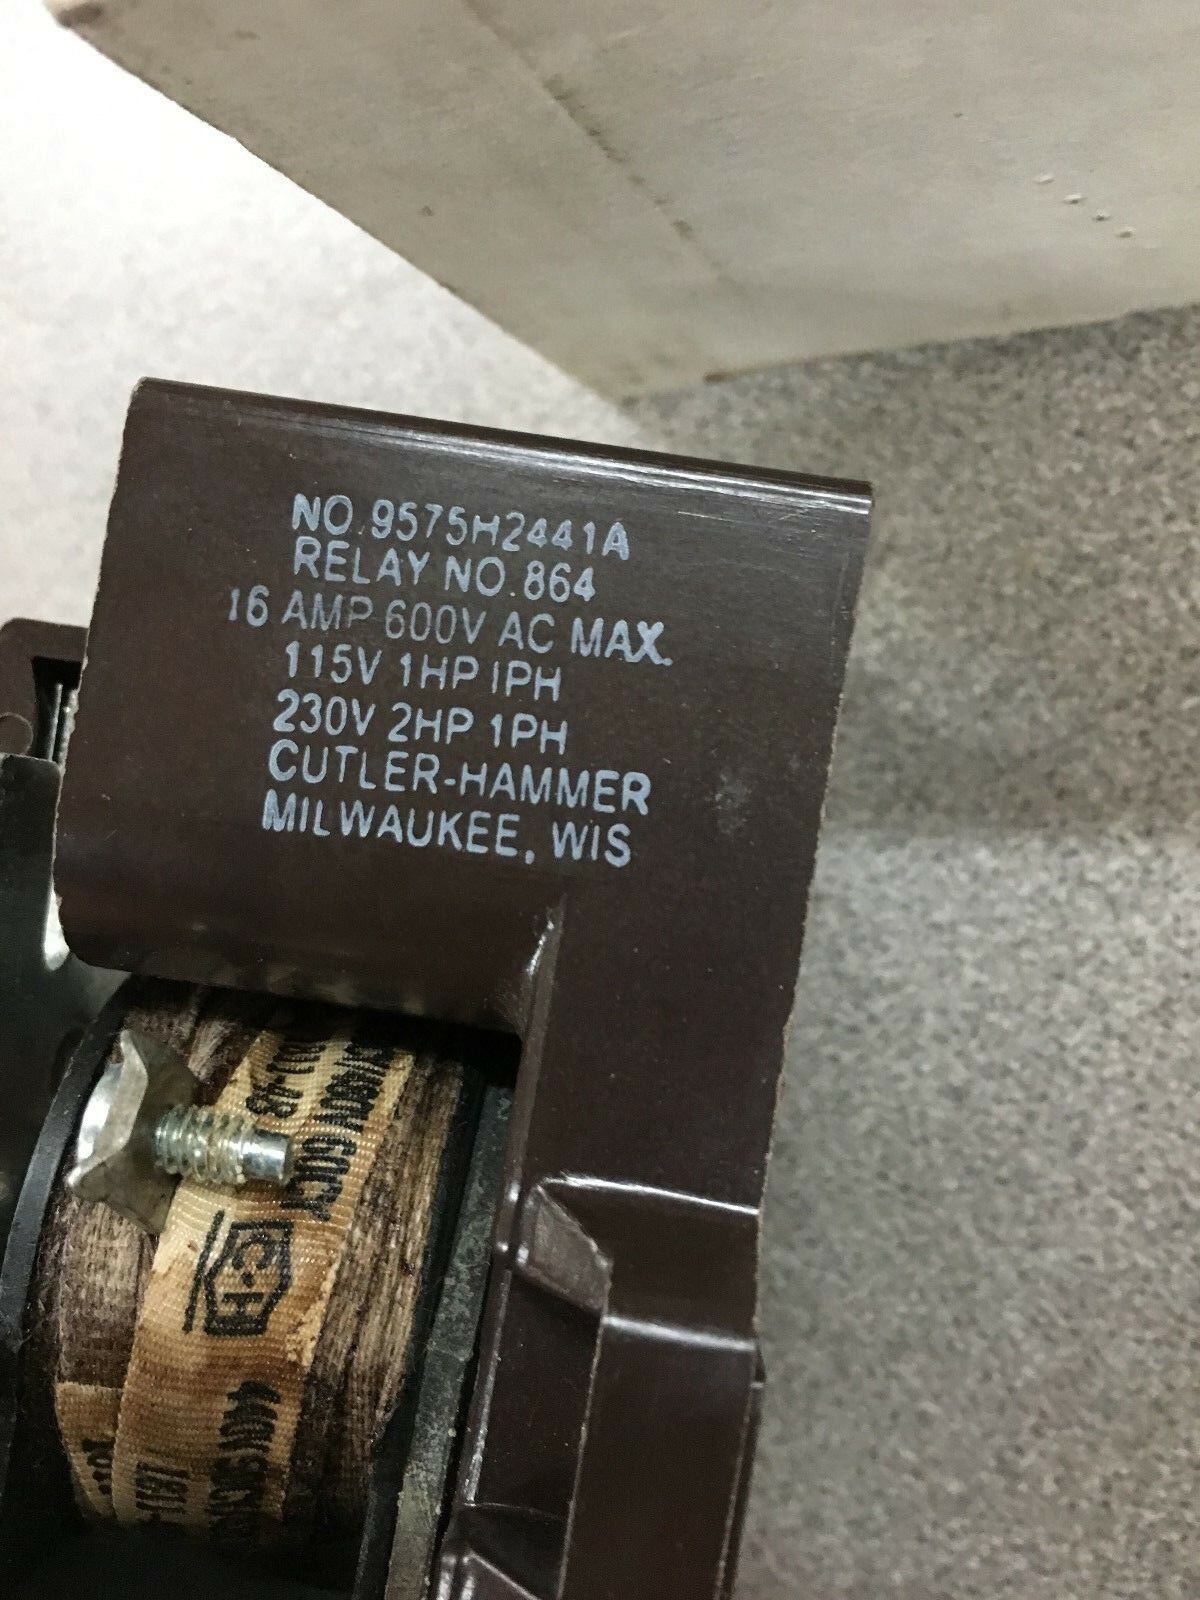 NO.9575H2441A
RELAY NO.864
16 AMP 600V AC MAX.
115V 1HP 1PH
230V 2HP 1PH
CUTLER-HAMMER
MILWAUKEE, WIS
60CY
C-H